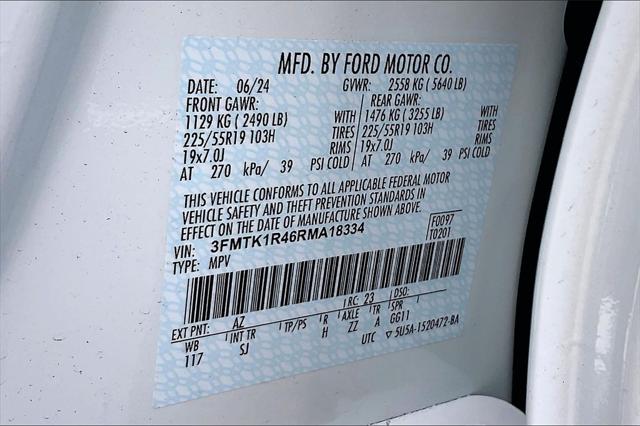 MFD. BY FORD MOTOR CO.
DATE: 06/24 GVWR: 2558 KG ( 5640 LB)
FRONT GAWR: REAR GAWR:
1129 KG ( 2490 LB) WITH 1476 KG ( 3255 LB) WITH
225/55R19 103H TIRES 225/55R19 103H TIRES
19x7.0J RIMS 19x7.0J RIMS
AT 270 kPa/ 39 PSI COLD AT 270 kPa/ 39 PSI COLD
THIS VEHICLE CONFORMS TO ALL APPLICABLE FEDERAL MOTOR
VEHICLE SAFETY AND THEFT PREVENTION STANDARDS IN
EFFECT ON THE DATE OF MANUFACTURE SHOWN ABOVE.
VIN: 3FMTK1R46RMA18334 F0097
TYPE: MPV T0201
EXT PNT: AZ RC: 23 DSO:
WB INT TR TP/PS R AXLE TR SPR
117 SJ H ZZ A GG11
UTC ▽ 5U5A-1520472-BA